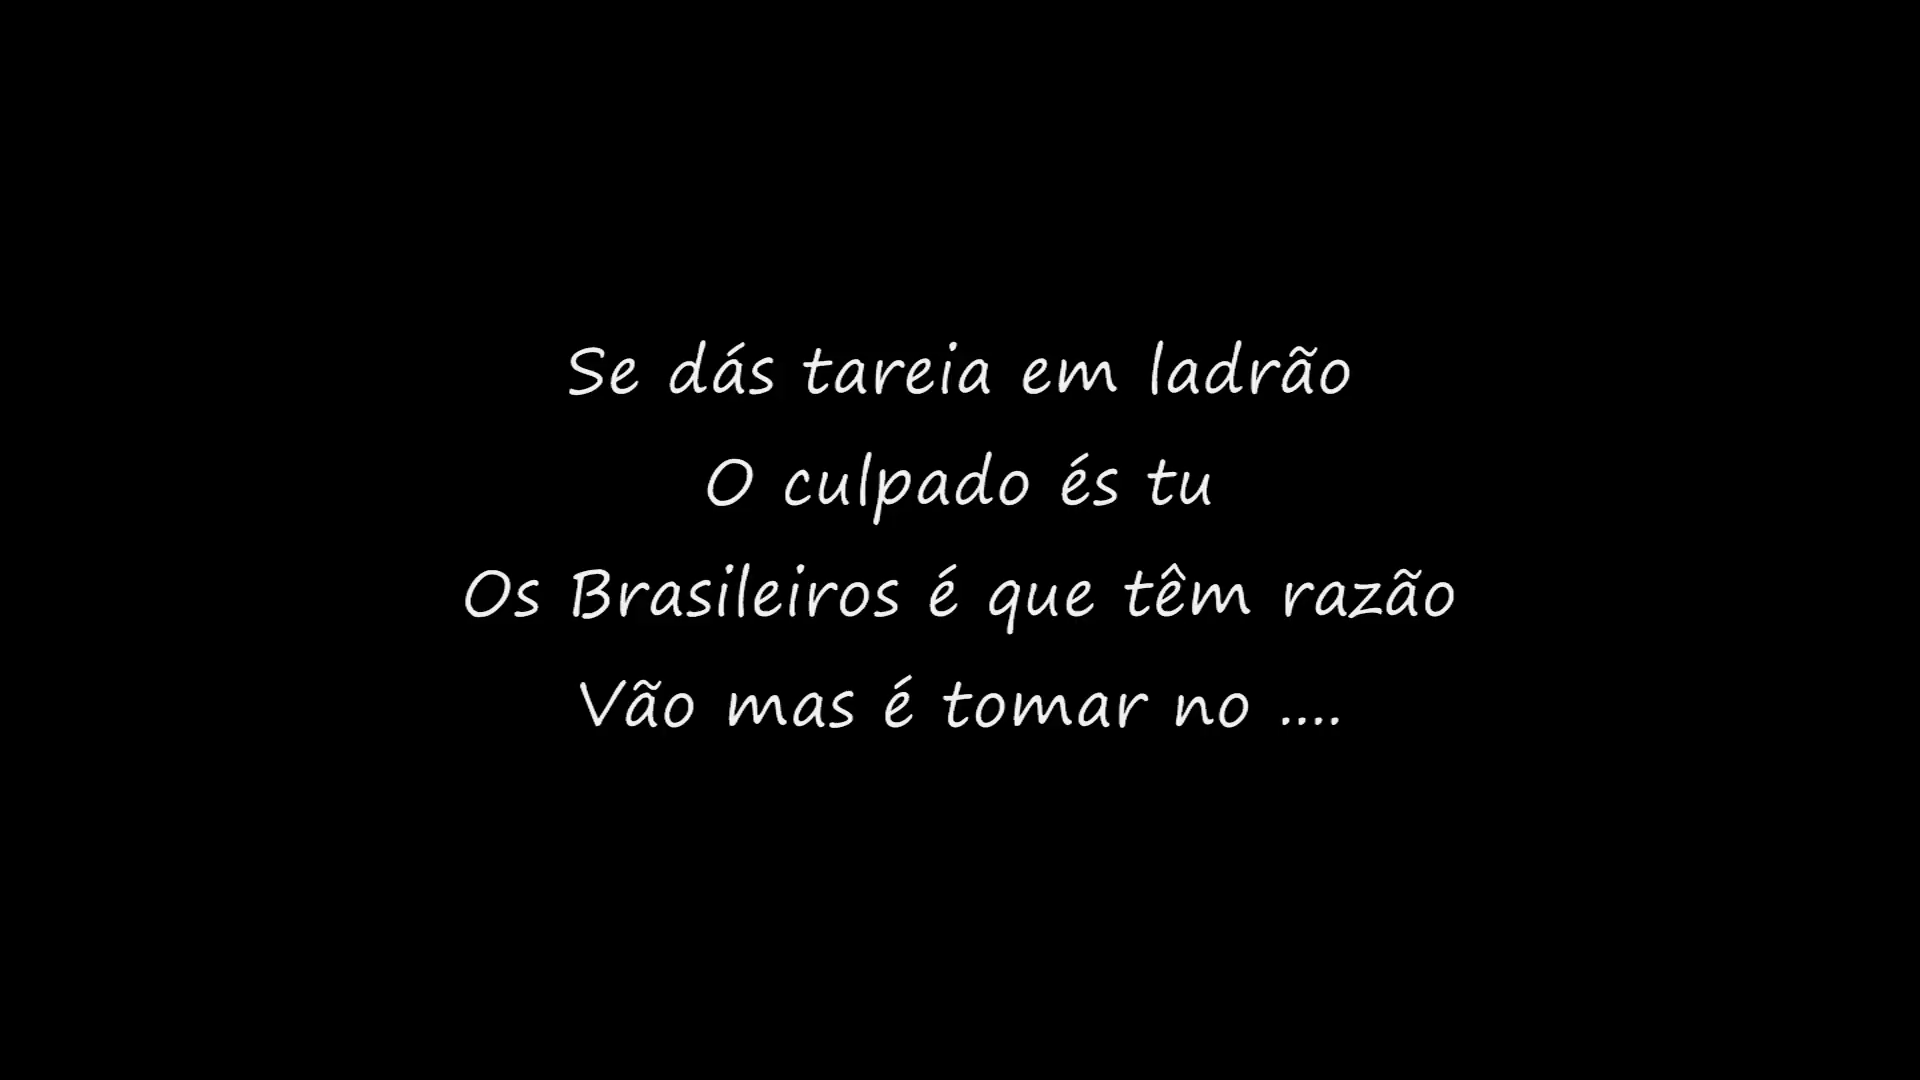 Se dás tareia em ladrão
O culpado és tu
Os Brasileiros é que têm razão
Vão mas é tomar no ....